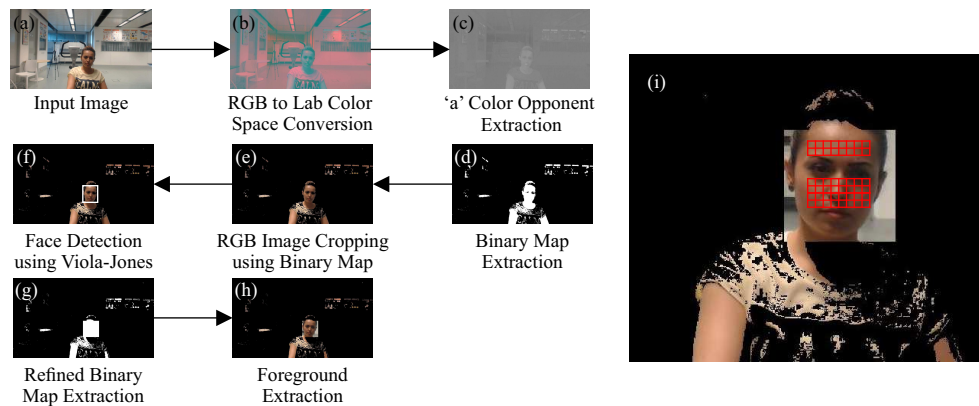 (a)
(b)
(c)
Input Image
RGB to Lab Color
Space Conversion
‘a’ Color Opponent
Extraction
(f)
(e)
(d)
Face Detection
using Viola-Jones
RGB Image Cropping
using Binary Map
Binary Map
Extraction
(g)
(h)
Refined Binary
Map Extraction
Foreground
Extraction
(i)